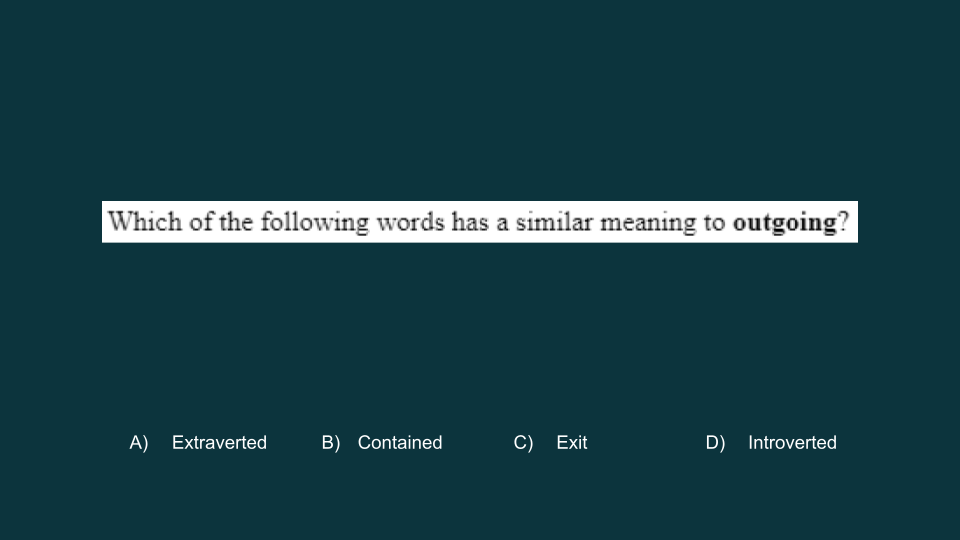 Which of the following words has a similar meaning to outgoing?
A) Extraverted B) Contained C) Exit D) Introverted